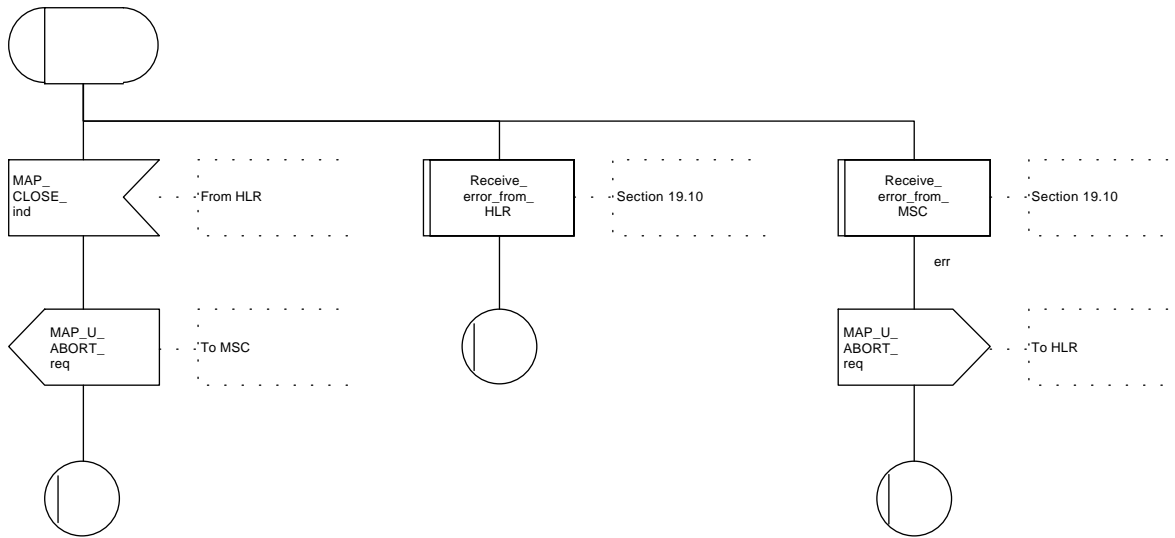 MAP_
CLOSE_
ind
From HLR
Receive_
error_from_
HLR
Section 19.10
Receive_
error_from_
MSC
Section 19.10
err
MAP_U_
ABORT_
req
To MSC
MAP_U_
ABORT_
req
To HLR